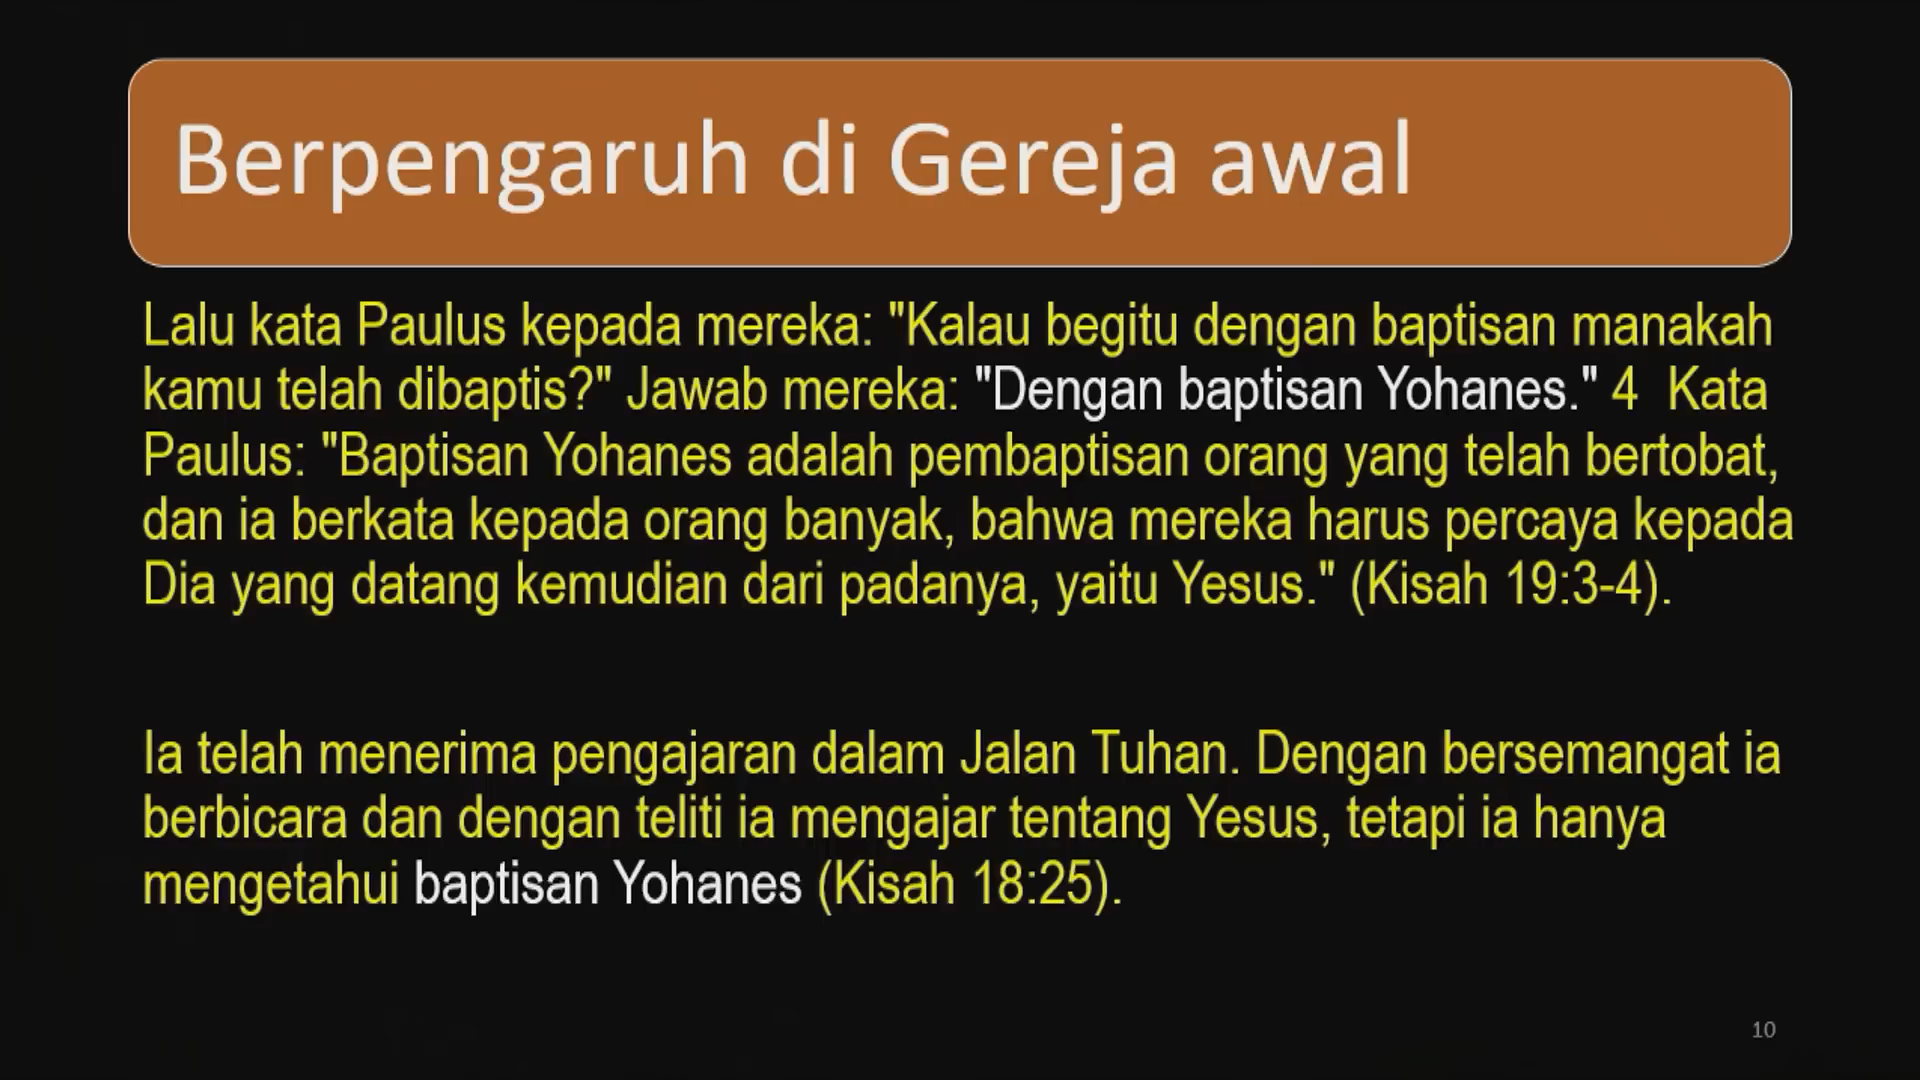 Berpengaruh di Gereja awal
Lalu kata Paulus kepada mereka: "Kalau begitu dengan baptisan manakah
kamu telah dibaptis?" Jawab mereka: "Dengan baptisan Yohanes." 4  Kata
Paulus: "Baptisan Yohanes adalah pembaptisan orang yang telah bertobat,
dan ia berkata kepada orang banyak, bahwa mereka harus percaya kepada
Dia yang datang kemudian dari padanya, yaitu Yesus." (Kisah 19:3-4).
Ia telah menerima pengajaran dalam Jalan Tuhan. Dengan bersemangat ia
berbicara dan dengan teliti ia mengajar tentang Yesus, tetapi ia hanya
mengetahui baptisan Yohanes (Kisah 18:25).
10